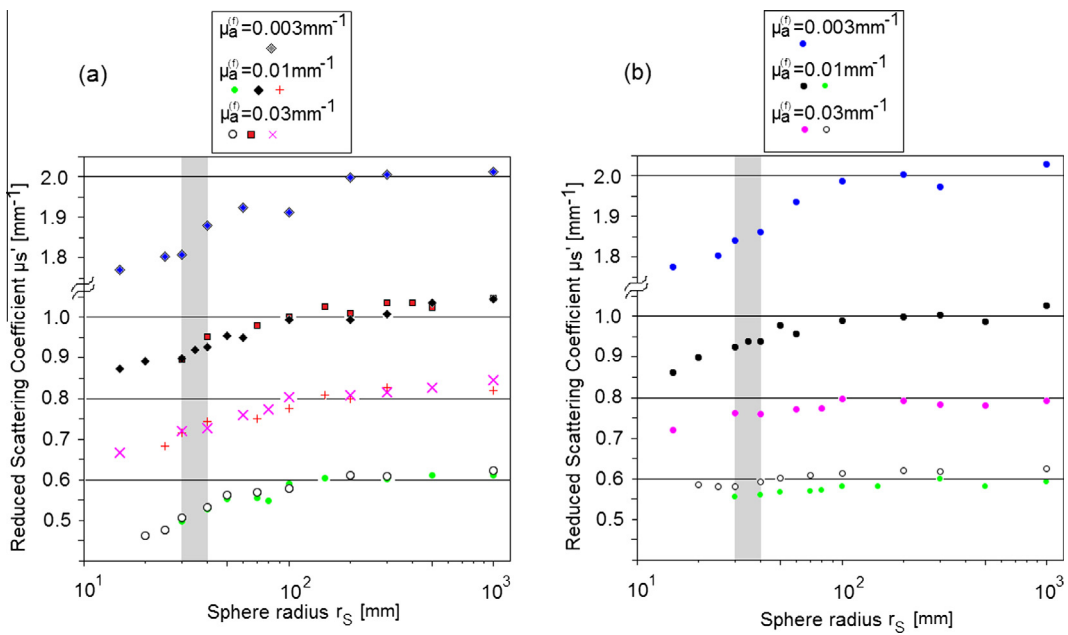 (a)
μa(f)=0.003mm-1
μa(f)=0.01mm-1
μa(f)=0.03mm-1
Reduced Scattering Coefficient μs' [mm-1]
2.0
1.9
1.8
1.0
0.9
0.8
0.7
0.6
0.5
10¹
10²
10³
Sphere radius rS [mm]
(b)
μa(f)=0.003mm-1
μa(f)=0.01mm-1
μa(f)=0.03mm-1
Reduced Scattering Coefficient μs' [mm-1]
2.0
1.9
1.8
1.0
0.9
0.8
0.7
0.6
0.5
10¹
10²
10³
Sphere radius rS [mm]